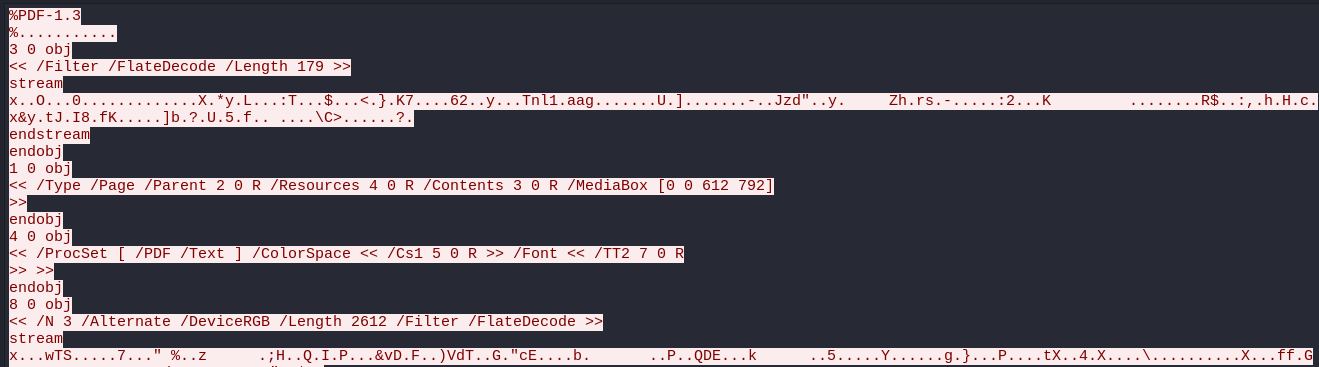 %PDF-1.3
%...........
3 0 obj
<< /Filter /FlateDecode /Length 179 >>
stream
x..O...0.............X.*y.L...:T...$...<.}.K7....62..y...Tnl1.aag.......U.].......-..Jzd"..y.     Zh.rs.-.....:2...K         ........R$..:,.h.H.c.
x&y.tJ.I8.fK.....]b.?.U.5.f.. ....\C>......?.
endstream
endobj
1 0 obj
<< /Type /Page /Parent 2 0 R /Resources 4 0 R /Contents 3 0 R /MediaBox [0 0 612 792]
>>
endobj
4 0 obj
<< /ProcSet [ /PDF /Text ] /ColorSpace << /Cs1 5 0 R >> /Font << /TT2 7 0 R
>> >>
endobj
8 0 obj
<< /N 3 /Alternate /DeviceRGB /Length 2612 /Filter /FlateDecode >>
stream
x...wTS.....7..." %..z      .;H..Q.I.P...&vD.F..)VdT..G."cE....b.       ..P..QDE...k      ..5.....Y......g.}...P....tX..4.X....\..........X...ff.G